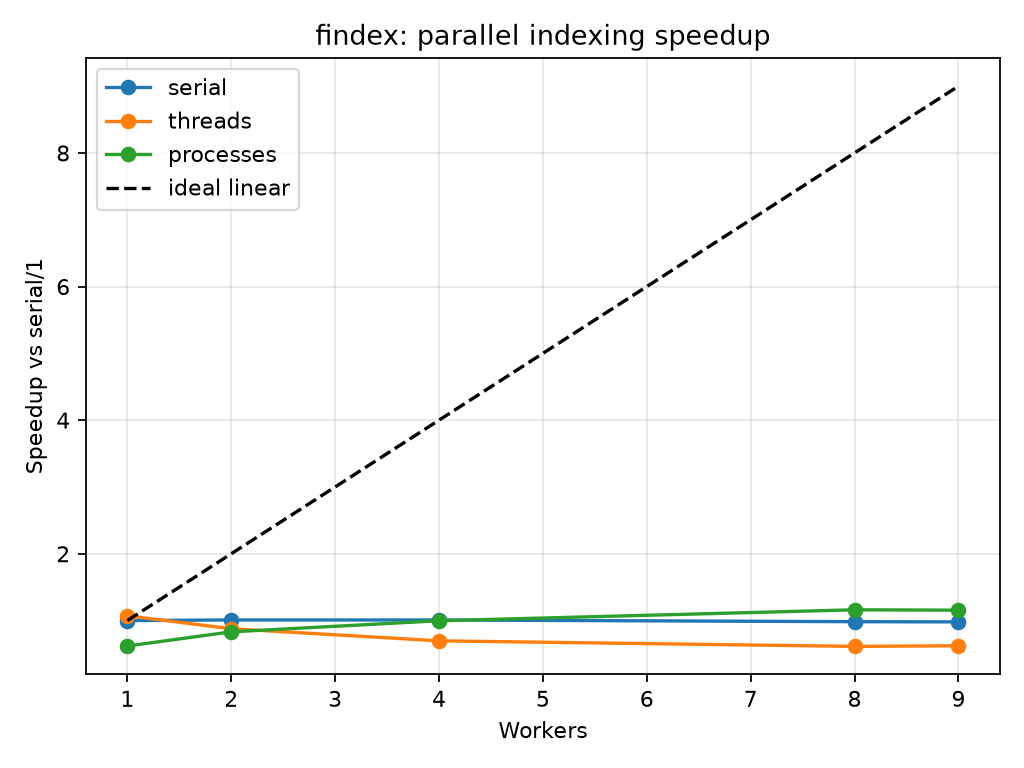 findex: parallel indexing speedup
serial
threads
processes
ideal linear
Speedup vs serial/1
8
6
4
2
1 2 3 4 5 6 7 8 9
Workers